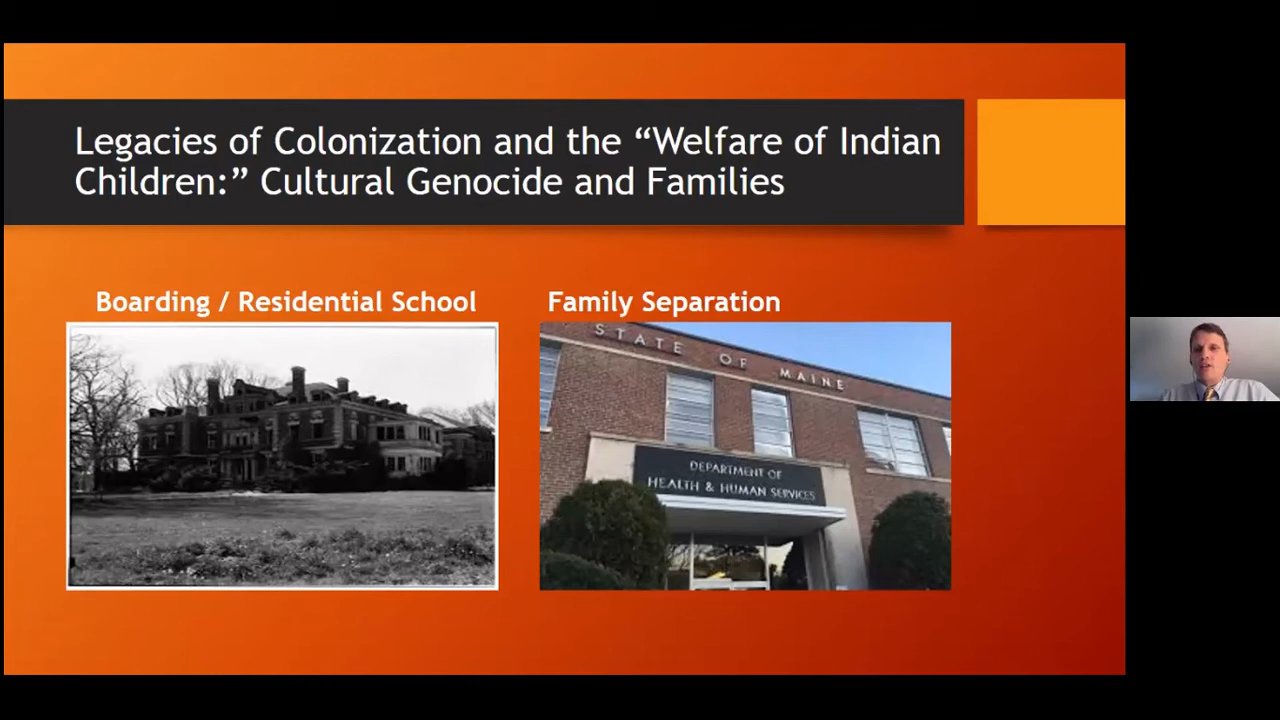 Legacies of Colonization and the “Welfare of Indian
Children:” Cultural Genocide and Families
Boarding / Residential School
Family Separation
STATE OF MAINE
DEPARTMENT OF
HEALTH & HUMAN SERVICES